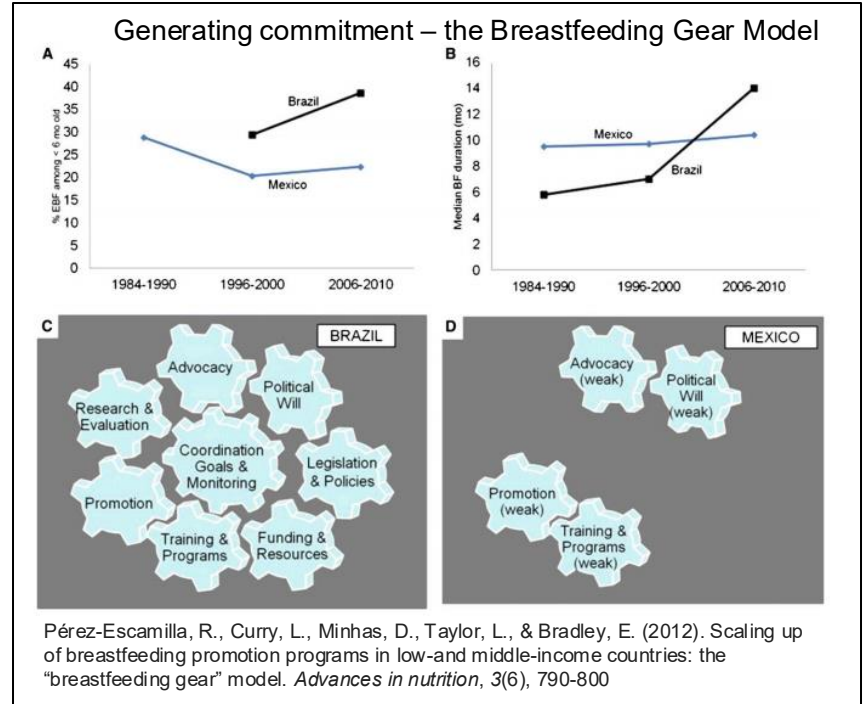 Generating commitment – the Breastfeeding Gear Model
A
45
40
35
30
25
20
15
10
5
0
% EBF among < 6 mo old
Brazil
Mexico
1984-1990
1996-2000
2006-2010
B
16
14
12
10
8
6
4
2
0
Median BF duration (mo)
Mexico
Brazil
1984-1990
1996-2000
2006-2010
C
BRAZIL
Advocacy
Political
Will
Research &
Evaluation
Coordination
Goals &
Monitoring
Legislation
& Policies
Promotion
Training &
Programs
Funding &
Resources
D
MEXICO
Advocacy
(weak)
Political
Will
(weak)
Promotion
(weak)
Training &
Programs
(weak)
Pérez-Escamilla, R., Curry, L., Minhas, D., Taylor, L., & Bradley, E. (2012). Scaling up
of breastfeeding promotion programs in low-and middle-income countries: the
“breastfeeding gear” model. Advances in nutrition, 3(6), 790-800